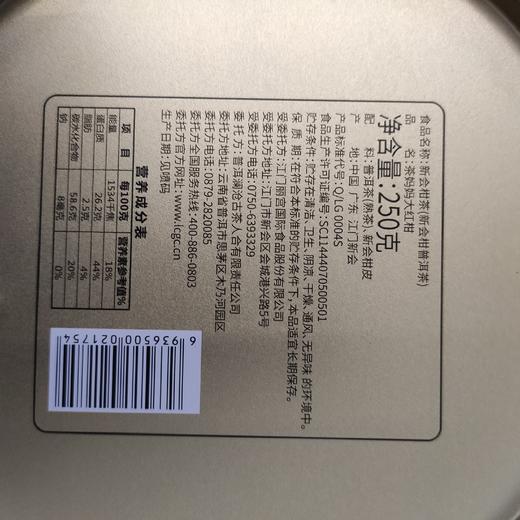 食品名称:新会柑茶(新会柑普洱茶)
品　名:茶妈妈大红柑
净含量:250克
配　料:普洱茶(熟茶)、新会柑皮
产　地:中国 广东 江门新会
产品标准代号:Q/LG 0004S
食品生产许可证编号:SC11444070500501
贮存条件:贮存在清洁、卫生、阴凉、干燥、通风、无异味 的环境中。
保 质 期:在符合本标准的贮存条件下,本品适宜长期保存。
受委托方:江门丽宫国际食品股份有限公司
受委托方地址:江门市新会区会城港兴路5号
受委托方电话:0750-6393329
委 托 方:普洱澜沧古茶人合有限责任公司
委托方地址:云南省普洱市思茅区木乃河园区
委托方电话:0879-2820085
委托方全国服务热线:400-886-0803
委托方官方网址:www.lcgc.cn
生产日期:见喷码
营养成分表
项 目 每100克 营养素参考值%
能量 1534千焦 18%
蛋白质 26.2克 44%
脂肪 2.5克 4%
碳水化合物 58.6克 20%
钠 8毫克 0%
6 936500 021754